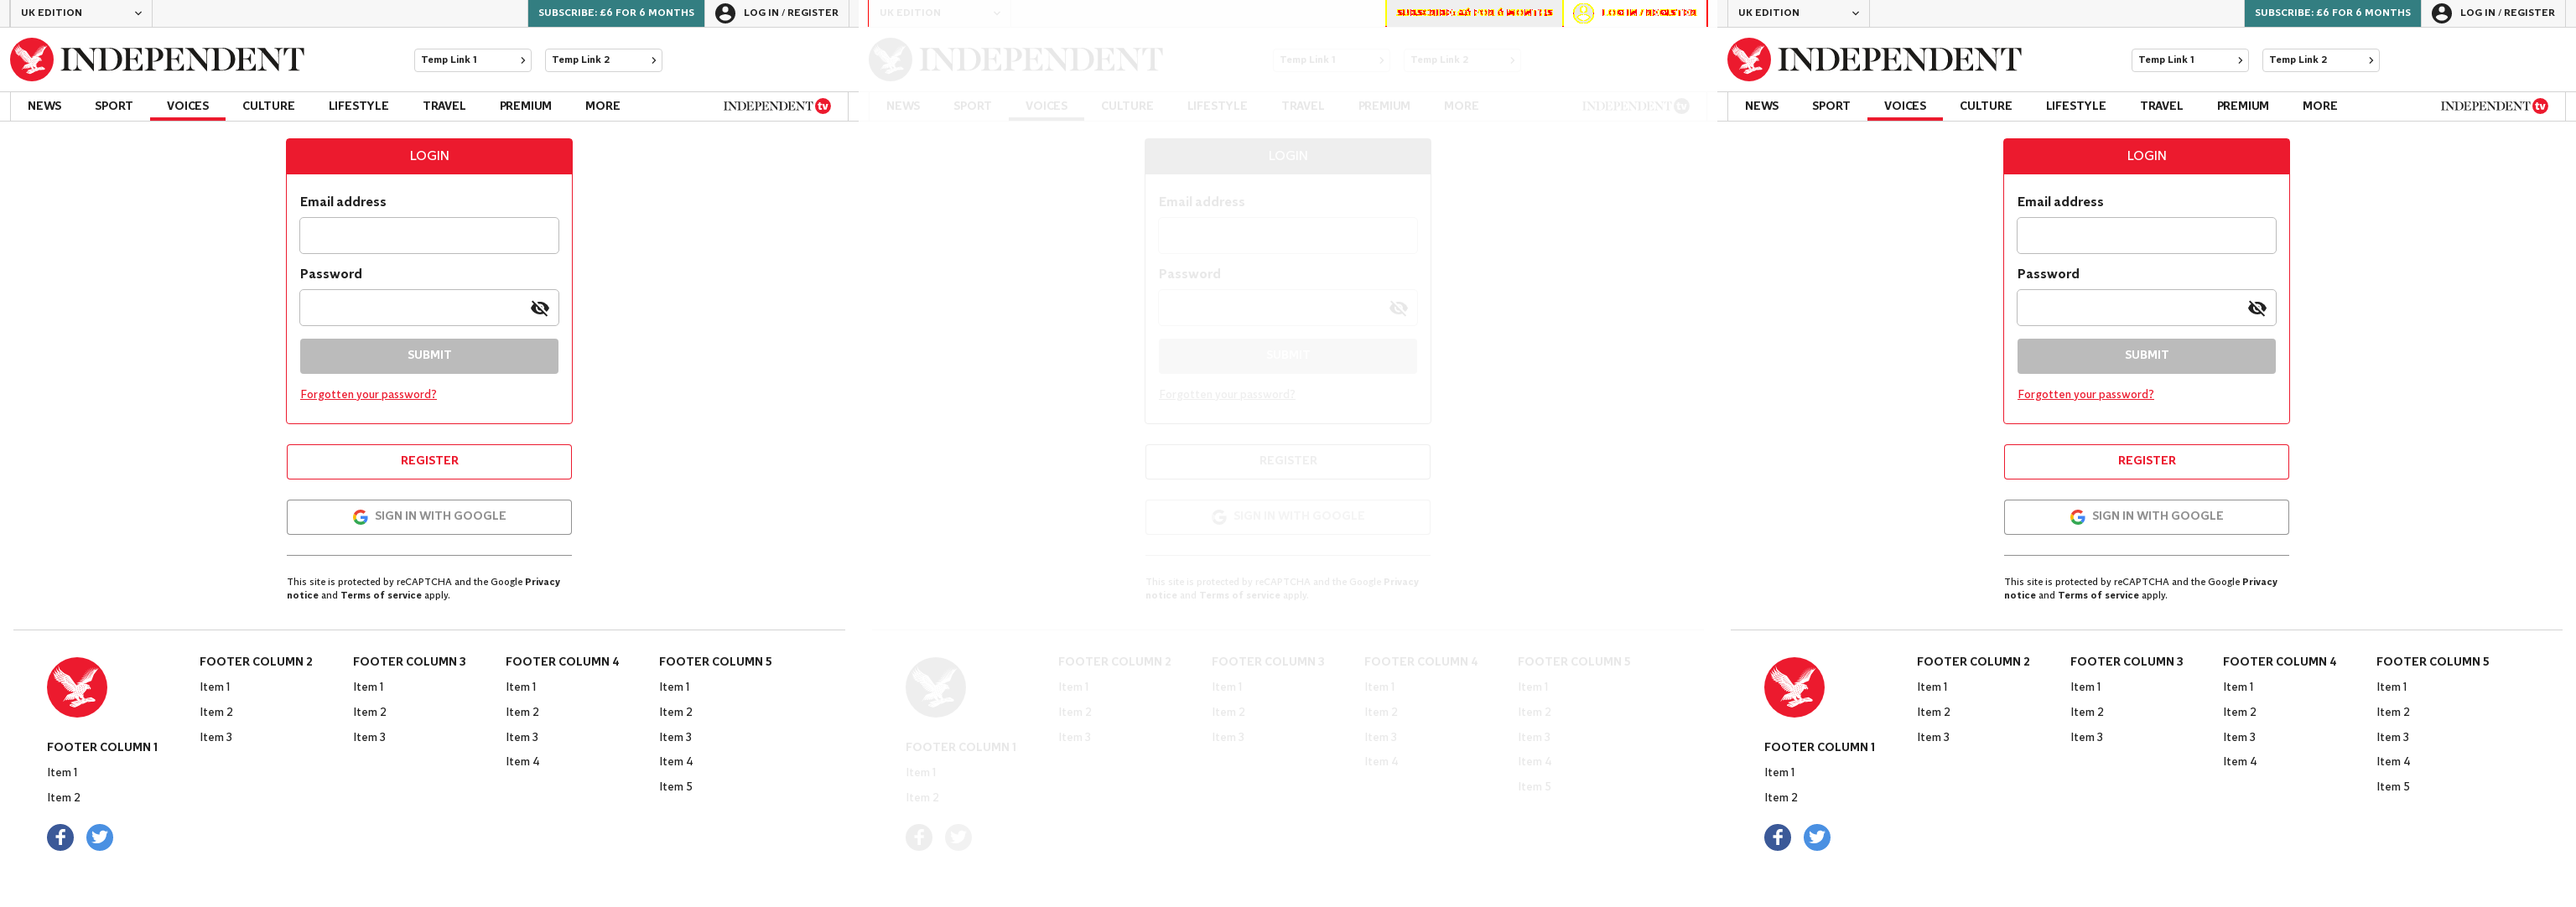 UK EDITION
SUBSCRIBE: £6 FOR 6 MONTHS
LOG IN / REGISTER
INDEPENDENT
Temp Link 1
Temp Link 2
NEWS SPORT VOICES CULTURE LIFESTYLE TRAVEL PREMIUM MORE
INDEPENDENT tv
LOGIN
Email address
Password
SUBMIT
Forgotten your password?
REGISTER
SIGN IN WITH GOOGLE
This site is protected by reCAPTCHA and the Google Privacy
notice and Terms of service apply.
FOOTER COLUMN 1
Item 1
Item 2
FOOTER COLUMN 2
Item 1
Item 2
Item 3
FOOTER COLUMN 3
Item 1
Item 2
Item 3
FOOTER COLUMN 4
Item 1
Item 2
Item 3
Item 4
FOOTER COLUMN 5
Item 1
Item 2
Item 3
Item 4
Item 5
UK EDITION
INDEPENDENT
Temp Link 1
Temp Link 2
NEWS SPORT VOICES CULTURE LIFESTYLE TRAVEL PREMIUM MORE
INDEPENDENT tv
LOGIN
Email address
Password
SUBMIT
Forgotten your password?
REGISTER
SIGN IN WITH GOOGLE
This site is protected by reCAPTCHA and the Google Privacy
notice and Terms of service apply.
FOOTER COLUMN 1
Item 1
Item 2
FOOTER COLUMN 2
Item 1
Item 2
Item 3
FOOTER COLUMN 3
Item 1
Item 2
Item 3
FOOTER COLUMN 4
Item 1
Item 2
Item 3
Item 4
FOOTER COLUMN 5
Item 1
Item 2
Item 3
Item 4
Item 5
UK EDITION
SUBSCRIBE: £6 FOR 6 MONTHS
LOG IN / REGISTER
INDEPENDENT
Temp Link 1
Temp Link 2
NEWS SPORT VOICES CULTURE LIFESTYLE TRAVEL PREMIUM MORE
INDEPENDENT tv
LOGIN
Email address
Password
SUBMIT
Forgotten your password?
REGISTER
SIGN IN WITH GOOGLE
This site is protected by reCAPTCHA and the Google Privacy
notice and Terms of service apply.
FOOTER COLUMN 1
Item 1
Item 2
FOOTER COLUMN 2
Item 1
Item 2
Item 3
FOOTER COLUMN 3
Item 1
Item 2
Item 3
FOOTER COLUMN 4
Item 1
Item 2
Item 3
Item 4
FOOTER COLUMN 5
Item 1
Item 2
Item 3
Item 4
Item 5